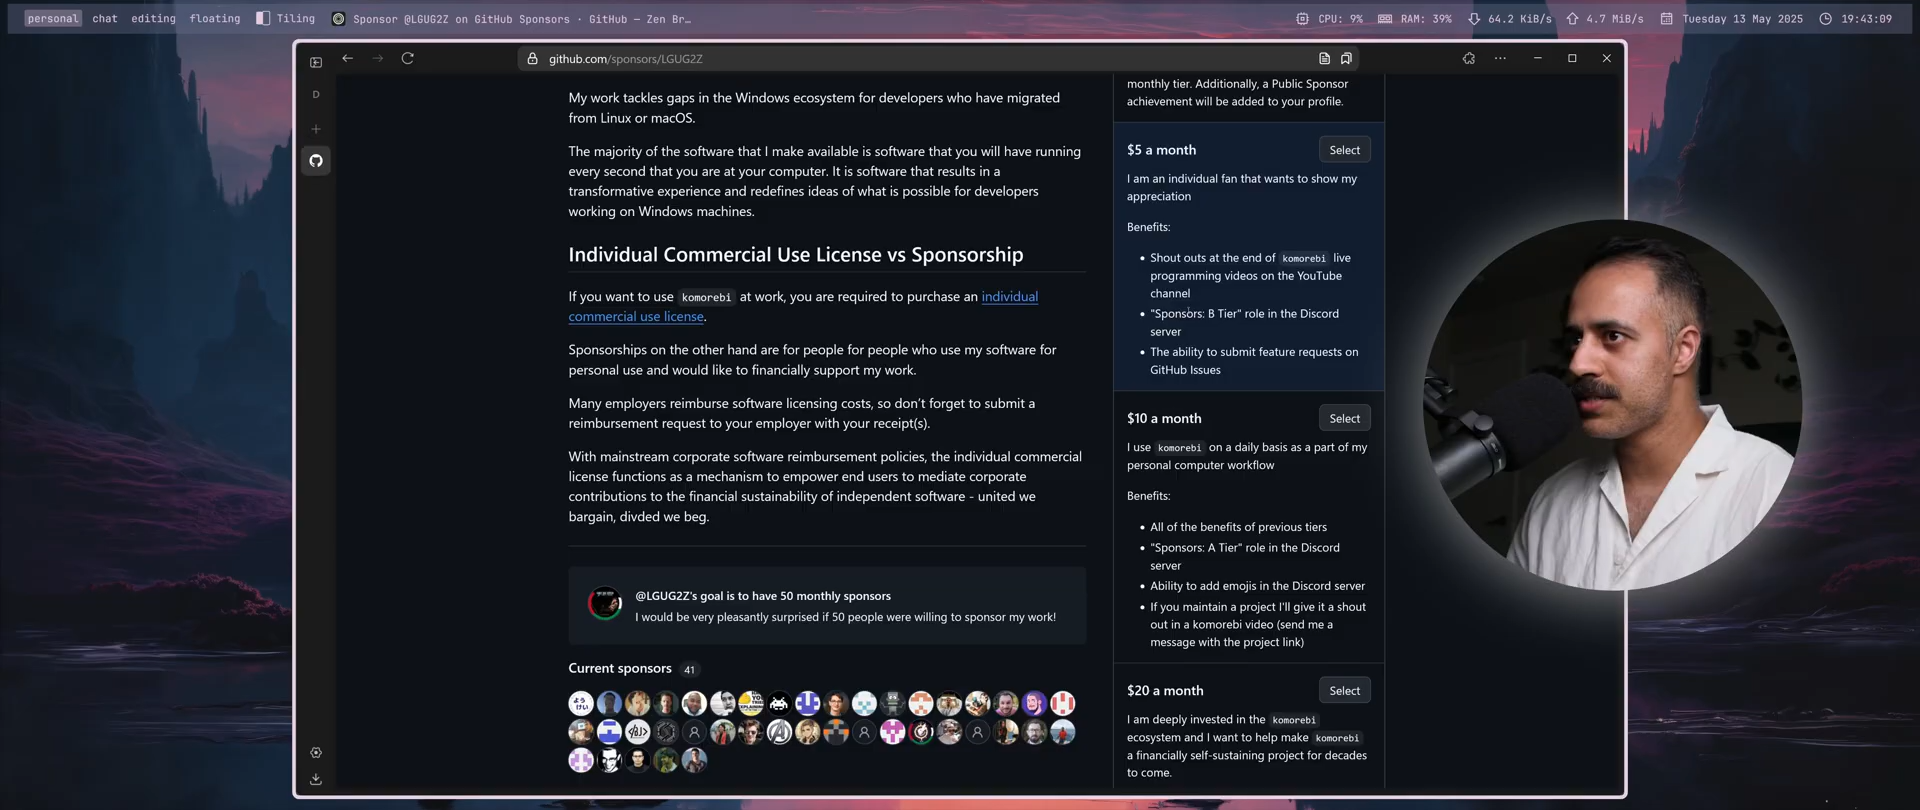 personal chat editing floating Tiling Sponsor @LGUG2Z on GitHub Sponsors · GitHub — Zen Br… CPU: 9% RAM: 39% 64.2 KiB/s 4.7 MiB/s Tuesday 13 May 2025 19:43:09
github.com/sponsors/LGUG2Z
D
My work tackles gaps in the Windows ecosystem for developers who have migrated
from Linux or macOS.
The majority of the software that I make available is software that you will have running
every second that you are at your computer. It is software that results in a
transformative experience and redefines ideas of what is possible for developers
working on Windows machines.
Individual Commercial Use License vs Sponsorship
If you want to use komorebi at work, you are required to purchase an individual
commercial use license.
Sponsorships on the other hand are for people for people who use my software for
personal use and would like to financially support my work.
Many employers reimburse software licensing costs, so don't forget to submit a
reimbursement request to your employer with your receipt(s).
With mainstream corporate software reimbursement policies, the individual commercial
license functions as a mechanism to empower end users to mediate corporate
contributions to the financial sustainability of independent software - united we
bargain, divded we beg.
@LGUG2Z's goal is to have 50 monthly sponsors
I would be very pleasantly surprised if 50 people were willing to sponsor my work!
Current sponsors 41
monthly tier. Additionally, a Public Sponsor
achievement will be added to your profile.
$5 a month Select
I am an individual fan that wants to show my
appreciation
Benefits:
• Shout outs at the end of komorebi live
programming videos on the YouTube
channel
• "Sponsors: B Tier" role in the Discord
server
• The ability to submit feature requests on
GitHub Issues
$10 a month Select
I use komorebi on a daily basis as a part of my
personal computer workflow
Benefits:
• All of the benefits of previous tiers
• "Sponsors: A Tier" role in the Discord
server
• Ability to add emojis in the Discord server
• If you maintain a project I'll give it a shout
out in a komorebi video (send me a
message with the project link)
$20 a month Select
I am deeply invested in the komorebi
ecosystem and I want to help make komorebi
a financially self-sustaining project for decades
to come.